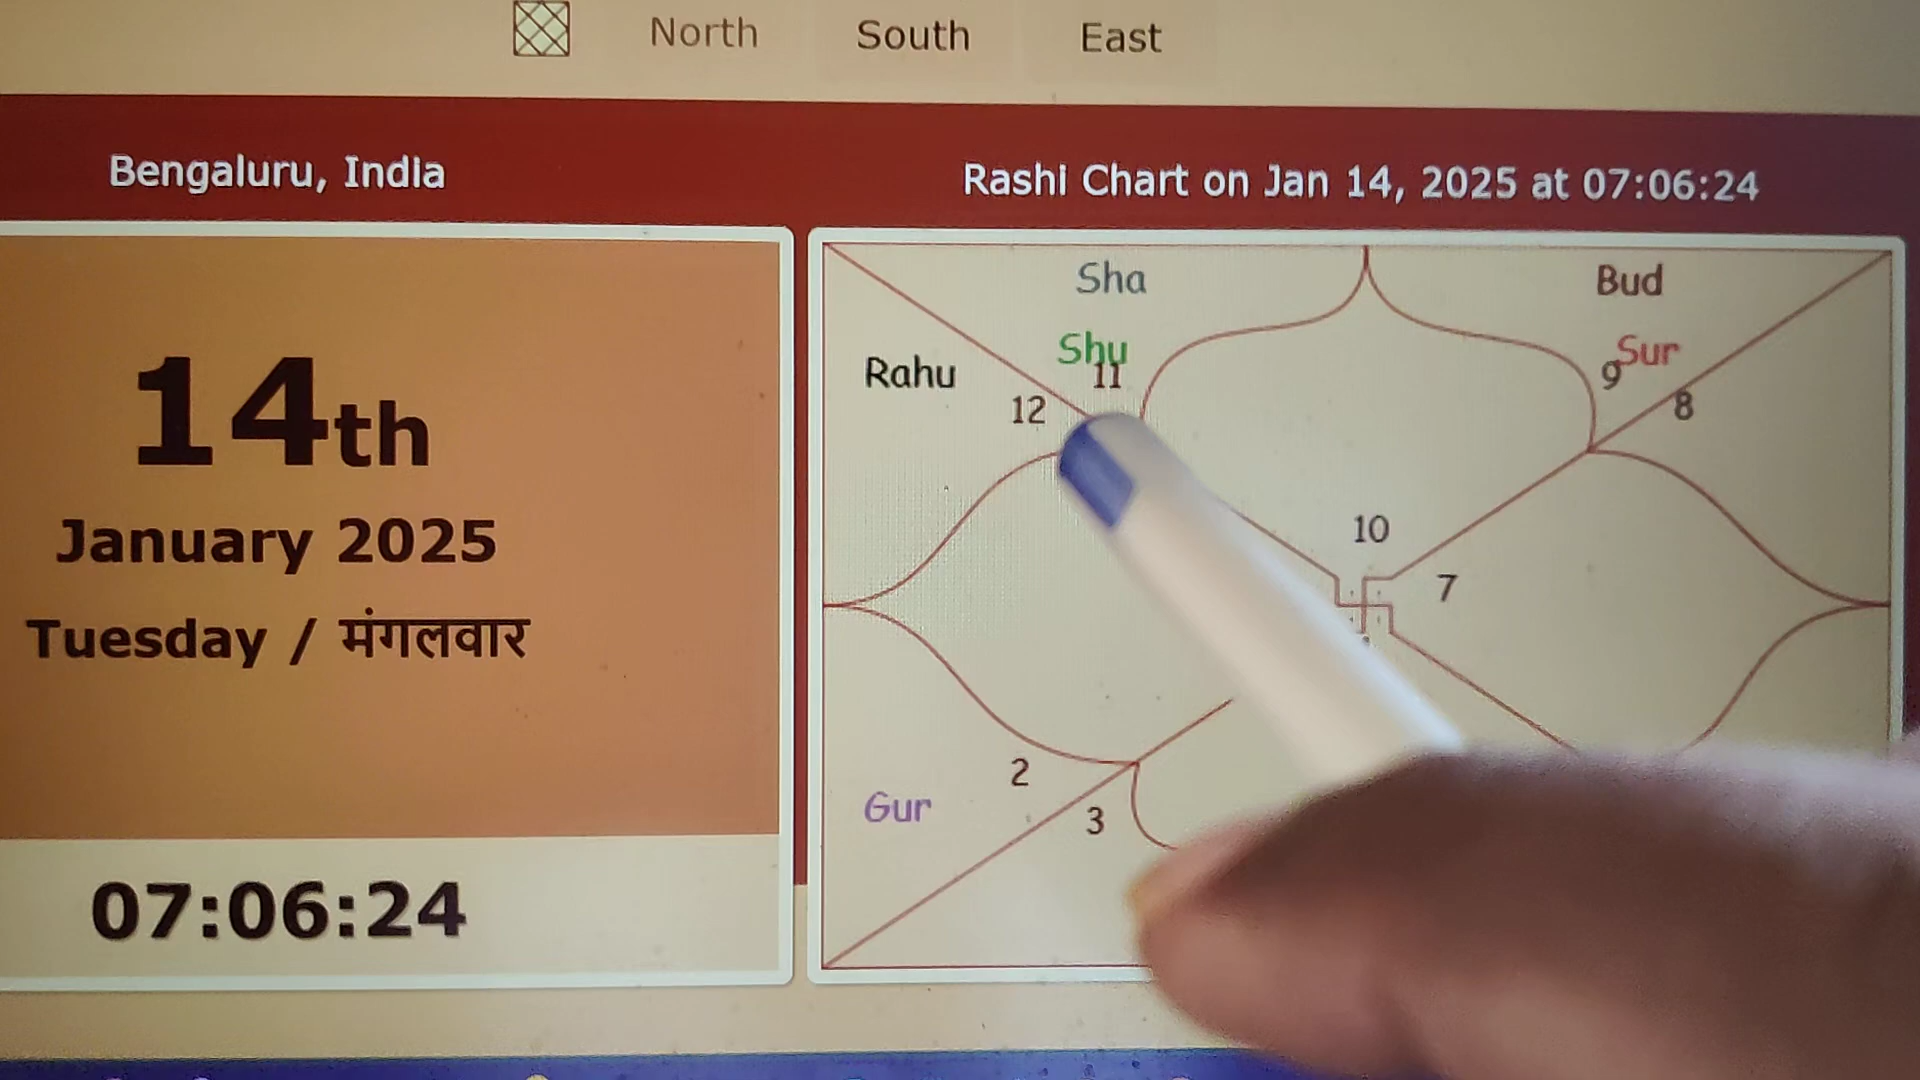 North South East
Bengaluru, India
Rashi Chart on Jan 14, 2025 at 07:06:24
14th
January 2025
Tuesday / मंगलवार
07:06:24
Sha
Bud
Shu
Sur
Rahu
11
9
12
8
10
7
2
Gur
3